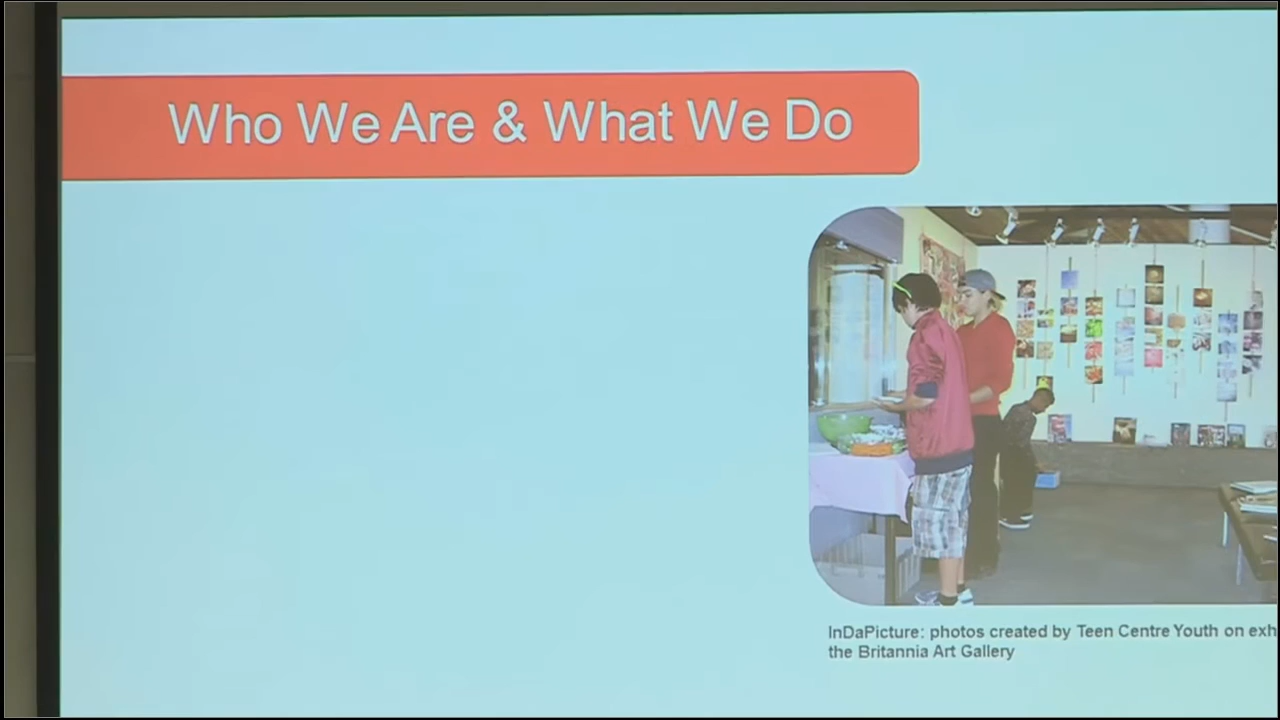 Who We Are & What We Do
InDaPicture: photos created by Teen Centre Youth on exh
the Britannia Art Gallery